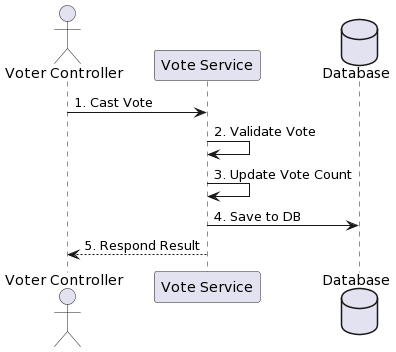 Voter Controller
Vote Service
Database
1. Cast Vote
2. Validate Vote
3. Update Vote Count
4. Save to DB
5. Respond Result
Voter Controller
Vote Service
Database